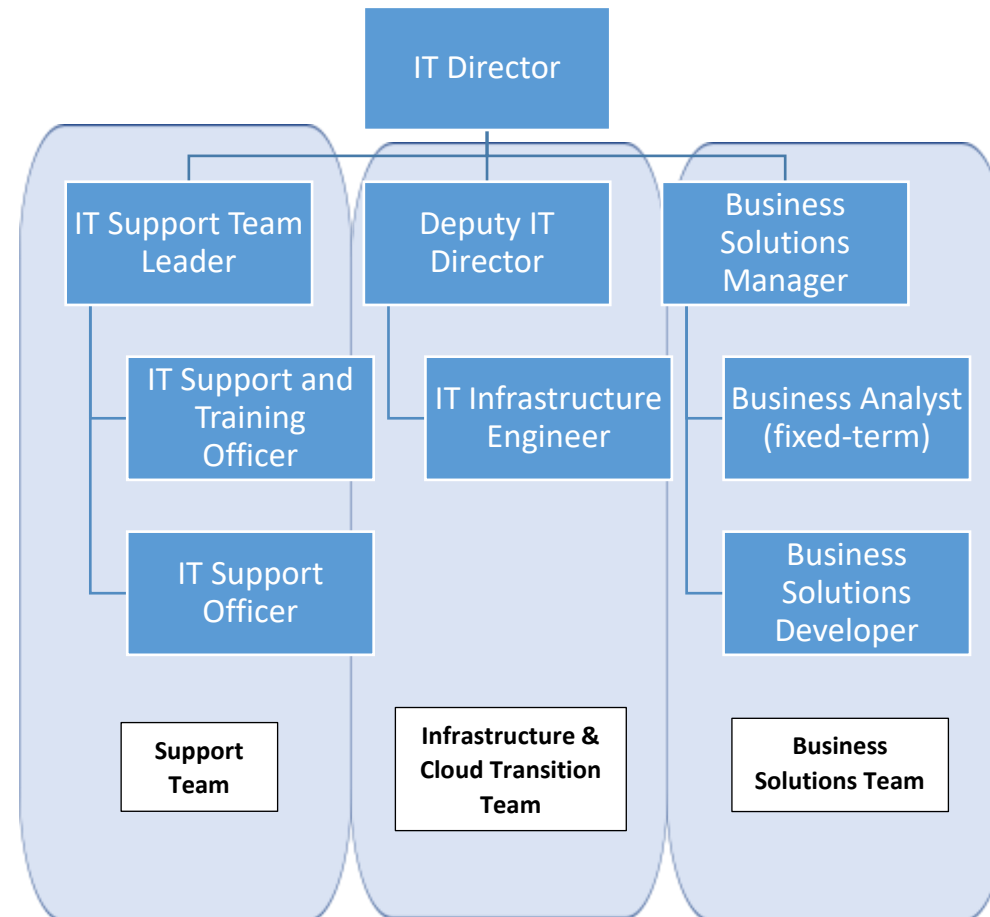 IT Director
IT Support Team
Leader
Deputy IT
Director
Business
Solutions
Manager
IT Support and
Training
Officer
IT Infrastructure
Engineer
Business Analyst
(fixed-term)
IT Support
Officer
Business
Solutions
Developer
Support
Team
Infrastructure &
Cloud Transition
Team
Business
Solutions Team